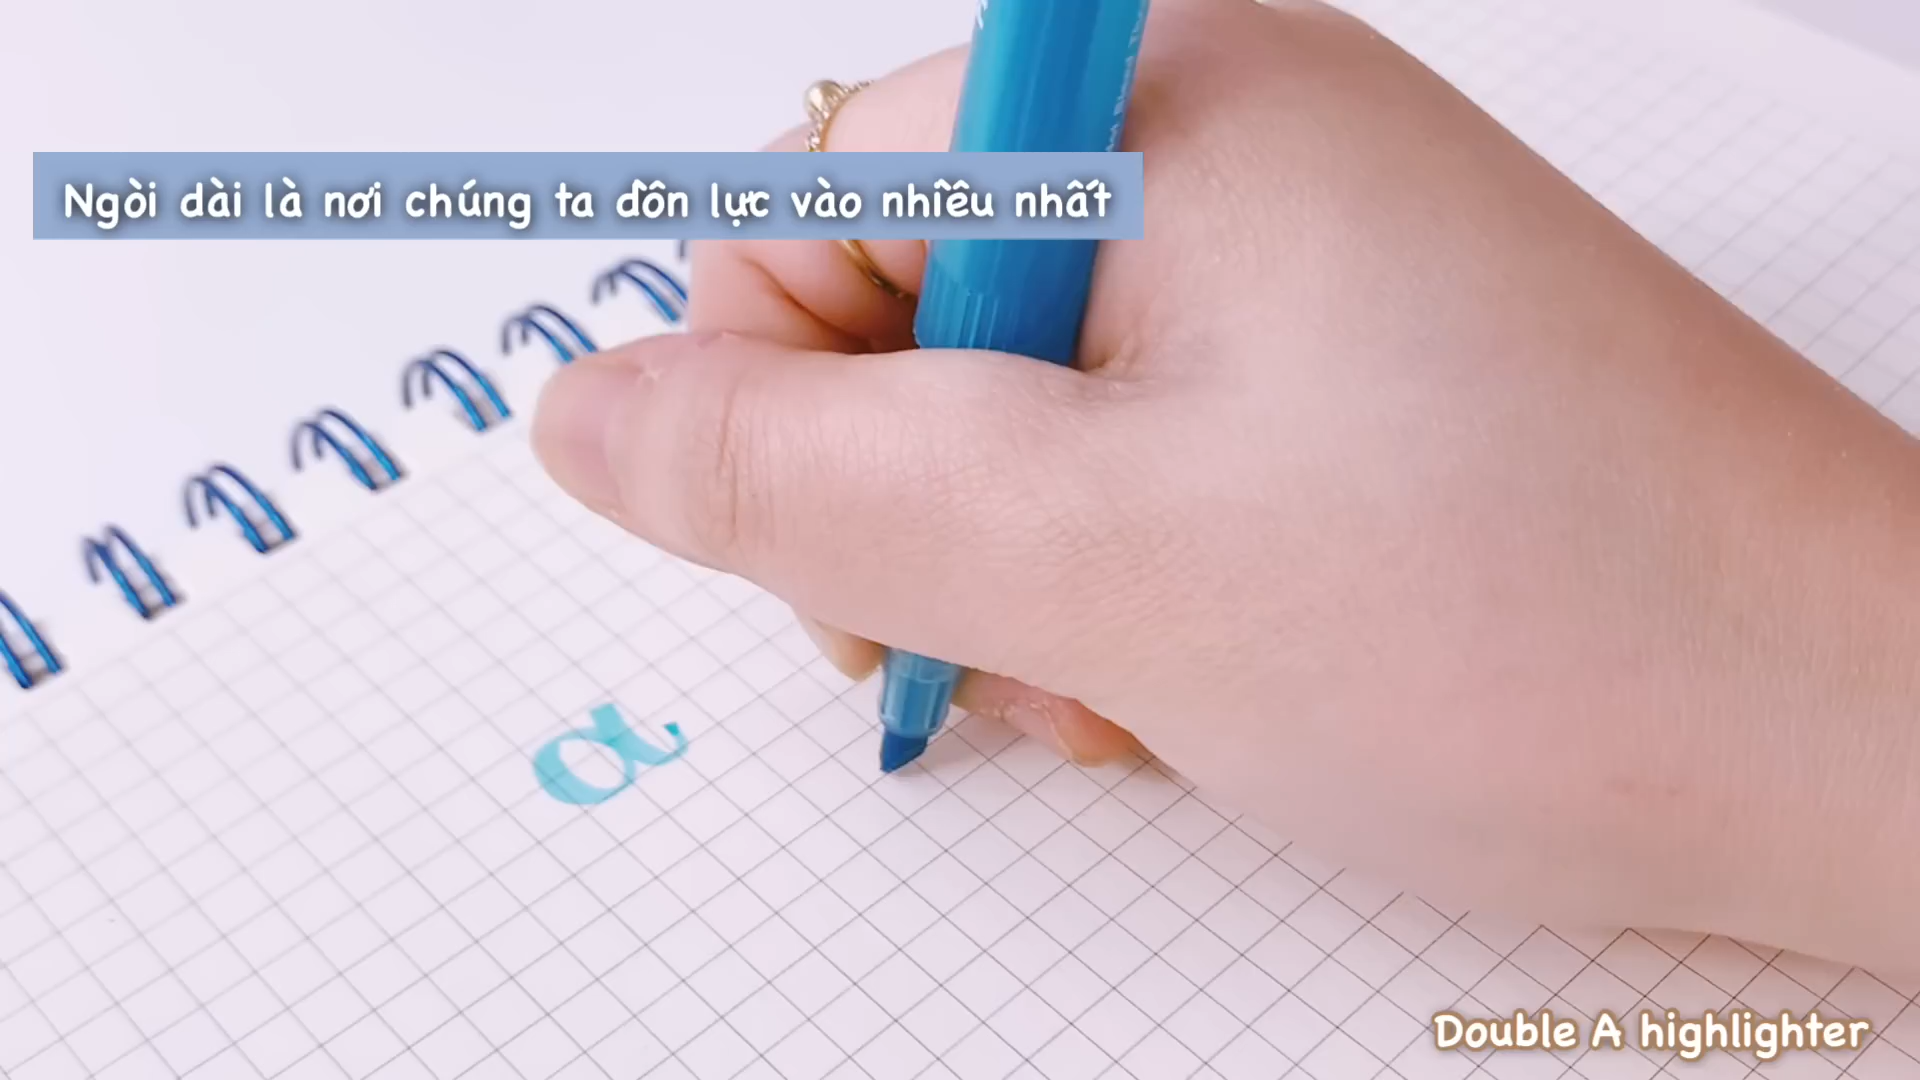 Ngòi dài là nơi chúng ta dồn lực vào nhiều nhất
a
Double A highlighter